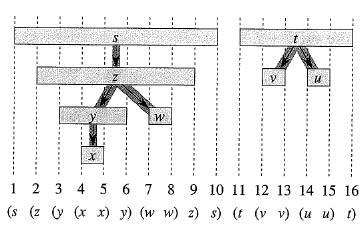 s
t
z
v
u
y
w
x
1 2 3 4 5 6 7 8 9 10 11 12 13 14 15 16
(s (z (y (x x) y) (w w) z) s) (t (v v) (u u) t)